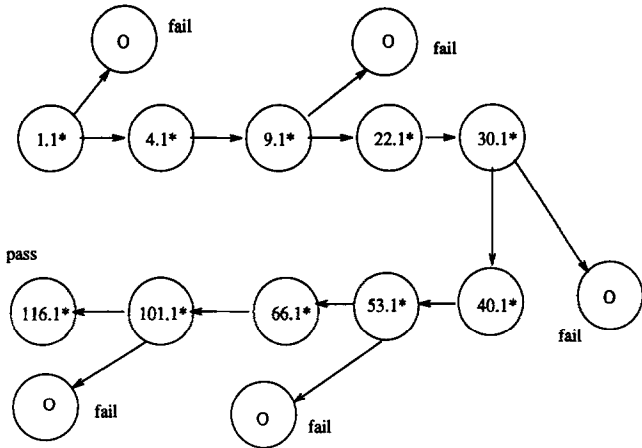 O fail
O fail
1.1* 4.1* 9.1* 22.1* 30.1*
pass
116.1* 101.1* 66.1* 53.1* 40.1*
O
fail
O fail
O fail